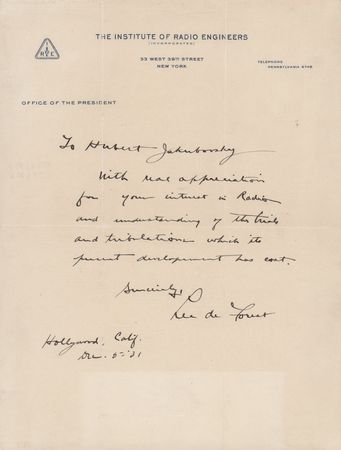 IRE
THE INSTITUTE OF RADIO ENGINEERS
(INCORPORATED)
33 WEST 39TH STREET
NEW YORK
TELEPHONE
PENNSYLVANIA
OFFICE OF THE PRESIDENT
To Hubert Jakubovsky
With real appreciation
for your interest in Radio
and understanding of the trials
and tribulations which its
present development has cost.
Sincerely,
Lee de Forest
Hollywood, Calif.
Dec. 5-'31